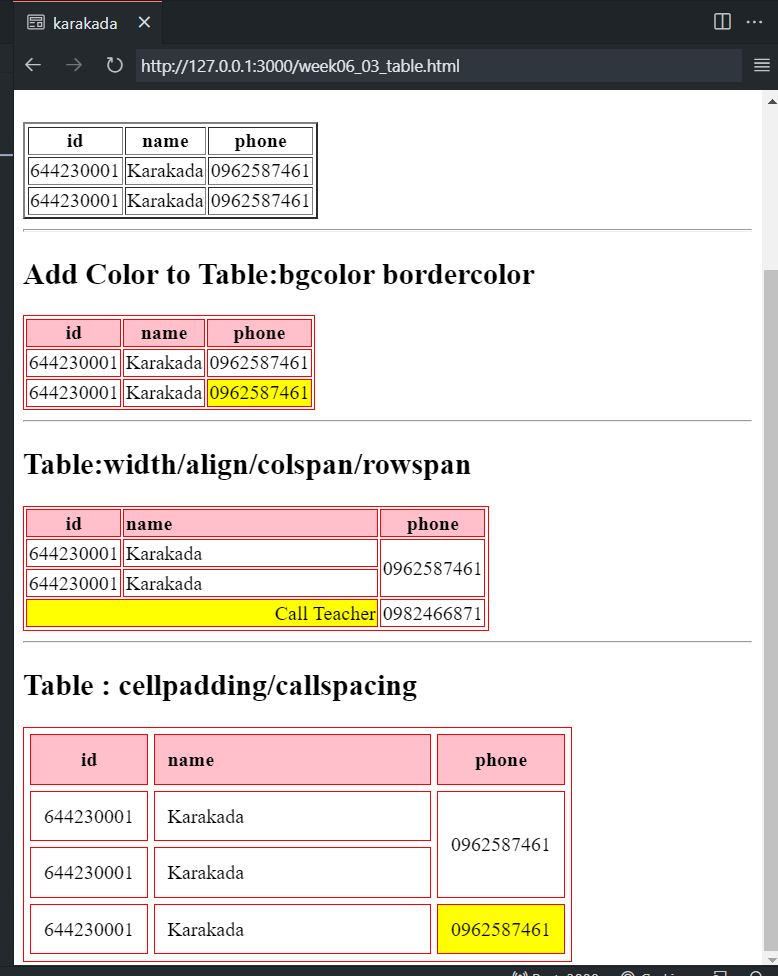 karakada
http://127.0.0.1:3000/week06_03_table.html
id name phone
644230001 Karakada 0962587461
644230001 Karakada 0962587461
Add Color to Table:bgcolor bordercolor
id name phone
644230001 Karakada 0962587461
644230001 Karakada 0962587461
Table:width/align/colspan/rowspan
id name phone
644230001 Karakada 0962587461
644230001 Karakada
Call Teacher 0982466871
Table : cellpadding/callspacing
id name phone
644230001 Karakada 0962587461
644230001 Karakada
644230001 Karakada 0962587461